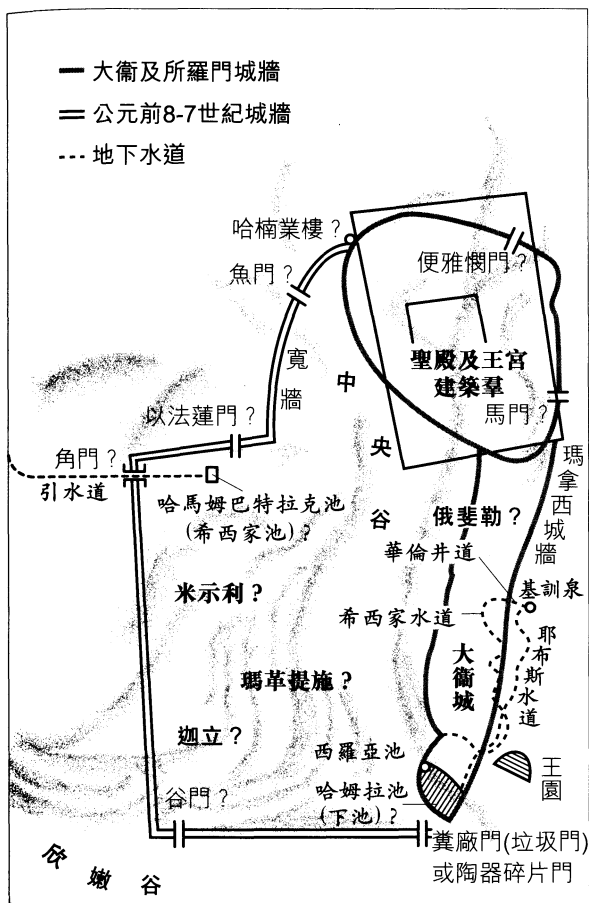 大衞及所羅門城牆
公元前8-7世紀城牆
地下水道
哈楠業樓？
便雅憫門？
魚門？
寬牆
聖殿及王宮
建築羣
中央谷
以法蓮門？
馬門？
角門？
引水道
瑪拿西城牆
哈馬姆巴特拉克池
(希西家池)？
俄斐勒？
華倫井道
基訓泉
米示利？
希西家水道
耶布斯水道
大衞城
瑪革提施？
迦立？
西羅亞池
王園
谷門？
哈姆拉池
(下池)？
糞廠門(垃圾門)
或陶器碎片門
欣嫩谷